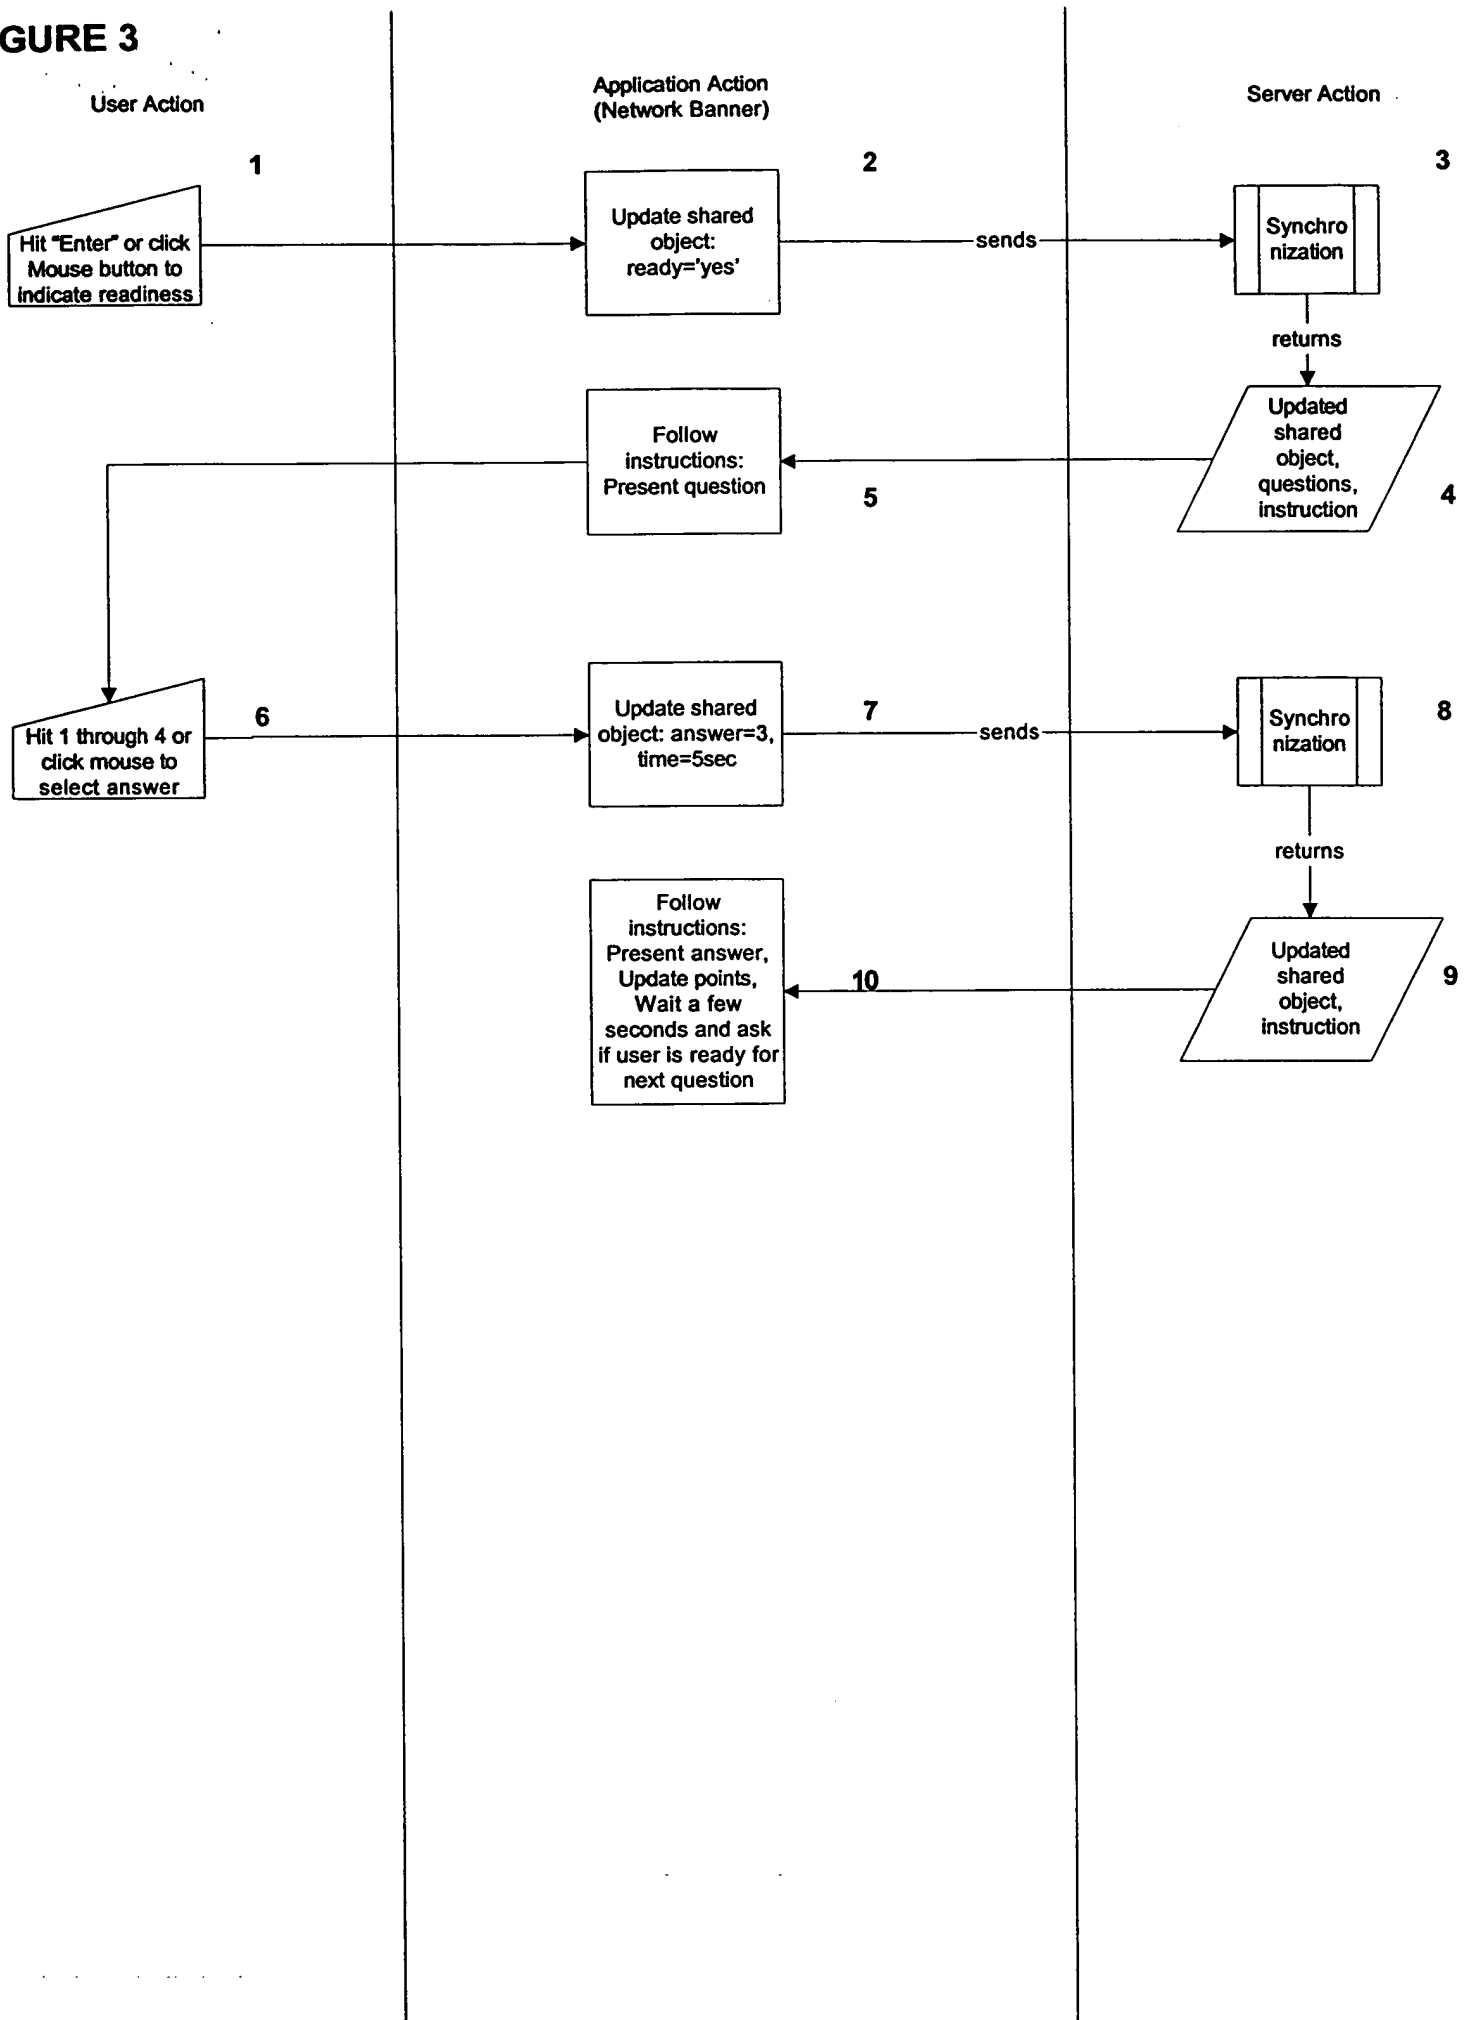 GURE 3
User Action
Application Action
(Network Banner)
Server Action
1
2
3
Hit "Enter" or click
Mouse button to
indicate readiness
Update shared
object:
ready='yes'
sends
Synchro
nization
returns
Follow
instructions:
Present question
5
Updated
shared
object,
questions,
instruction
4
Hit 1 through 4 or
click mouse to
select answer
6
Update shared
object: answer=3,
time=5sec
7
sends
Synchro
nization
8
returns
Follow
instructions:
Present answer,
Update points,
Wait a few
seconds and ask
if user is ready for
next question
10
Updated
shared
object,
instruction
9